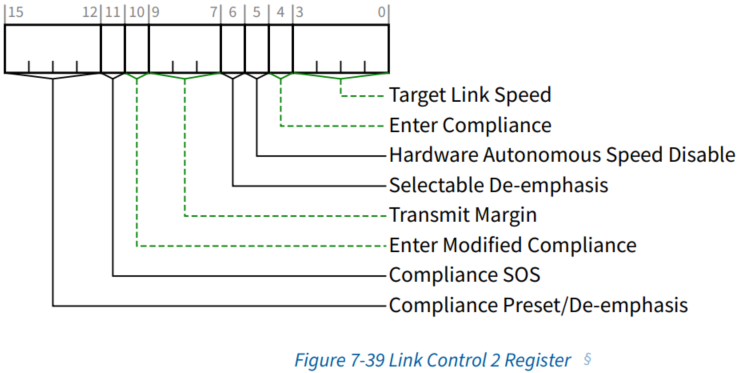 15 12 11 10 9 7 6 5 4 3 0
Target Link Speed
Enter Compliance
Hardware Autonomous Speed Disable
Selectable De-emphasis
Transmit Margin
Enter Modified Compliance
Compliance SOS
Compliance Preset/De-emphasis
Figure 7-39 Link Control 2 Register §